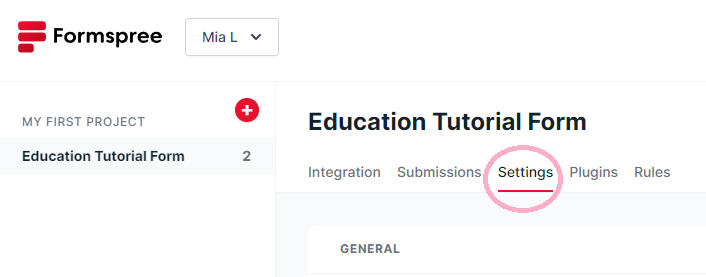 Formspree
Mia L
MY FIRST PROJECT
Education Tutorial Form 2
Education Tutorial Form
Integration Submissions Settings Plugins Rules
GENERAL